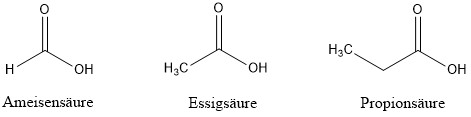 O O O
H OH H₃C OH H₃C OH
Ameisensäure Essigsäure Propionsäure